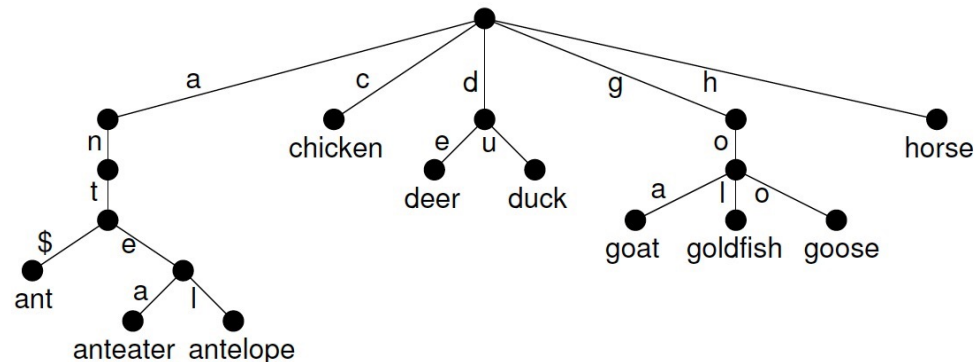 a c d g h
n e u o
chicken horse
t deer duck a l o
$ e goat goldfish goose
ant a l
anteater antelope